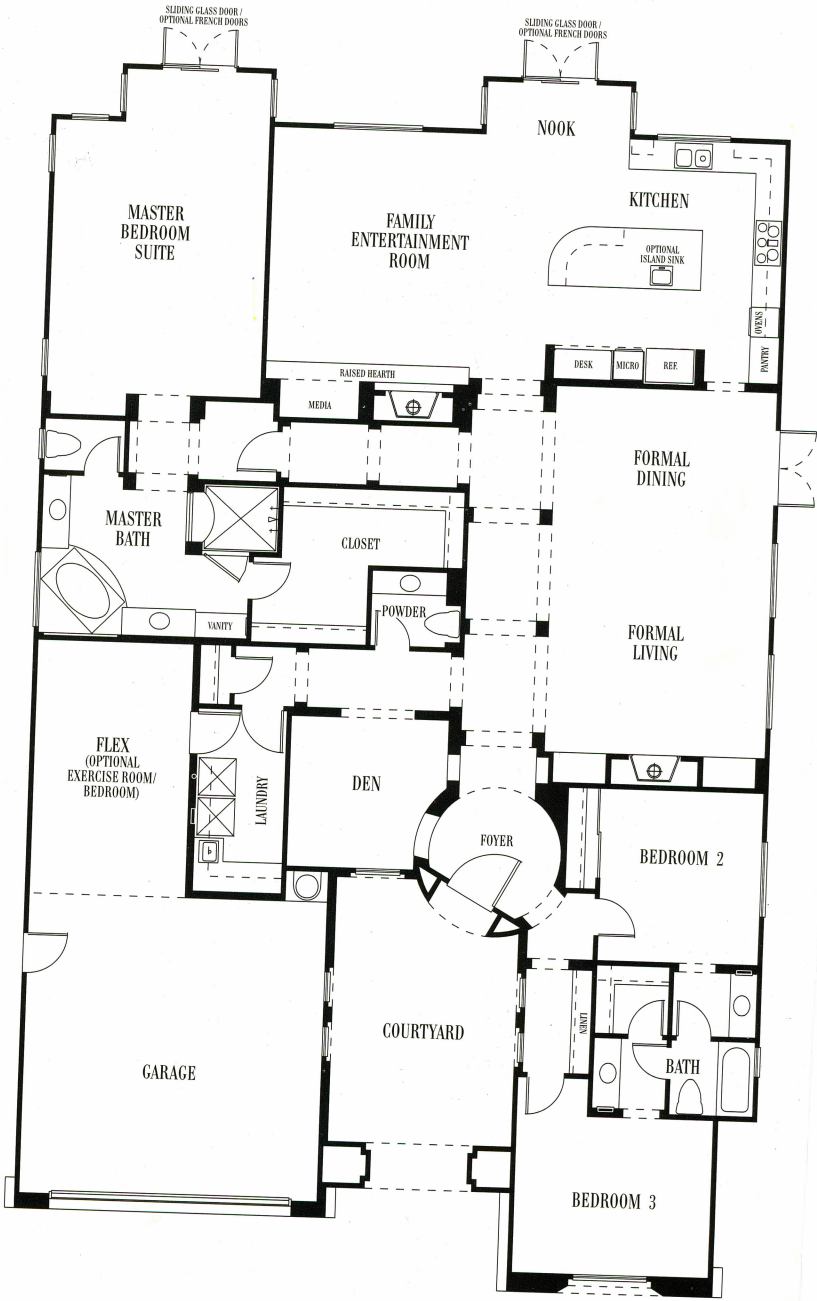 SLIDING GLASS DOOR /
OPTIONAL FRENCH DOORS
SLIDING GLASS DOOR /
OPTIONAL FRENCH DOORS
NOOK
KITCHEN
MASTER
BEDROOM
SUITE
FAMILY
ENTERTAINMENT
ROOM
OPTIONAL
ISLAND SINK
OVENS
PANTRY
DESK
MICRO
REF.
RAISED HEARTH
MEDIA
FORMAL
DINING
MASTER
BATH
CLOSET
POWDER
VANITY
FORMAL
LIVING
FLEX
(OPTIONAL
EXERCISE ROOM/
BEDROOM)
LAUNDRY
DEN
FOYER
BEDROOM 2
LINEN
COURTYARD
BATH
GARAGE
BEDROOM 3